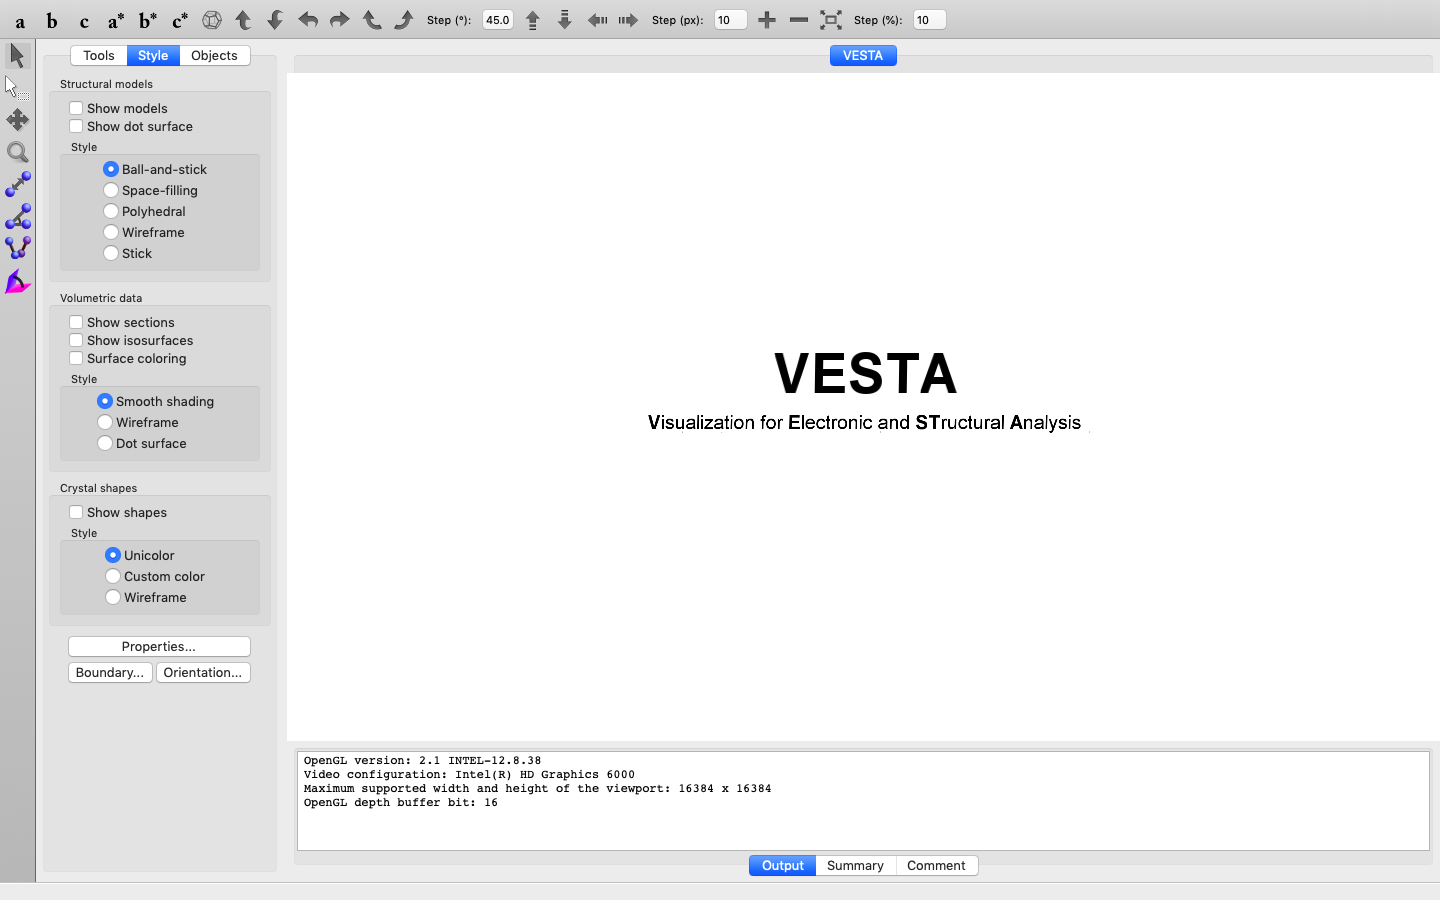 a b c a* b* c* Step (°): 45.0 Step (px): 10 Step (%): 10
Tools Style Objects
VESTA
Structural models
Show models
Show dot surface
Style
Ball-and-stick
Space-filling
Polyhedral
Wireframe
Stick
Volumetric data
Show sections
Show isosurfaces
Surface coloring
Style
Smooth shading
Wireframe
Dot surface
Crystal shapes
Show shapes
Style
Unicolor
Custom color
Wireframe
Properties...
Boundary... Orientation...
VESTA
Visualization for Electronic and STructural Analysis
OpenGL version: 2.1 INTEL-12.8.38
Video configuration: Intel(R) HD Graphics 6000
Maximum supported width and height of the viewport: 16384 x 16384
OpenGL depth buffer bit: 16
Output Summary Comment